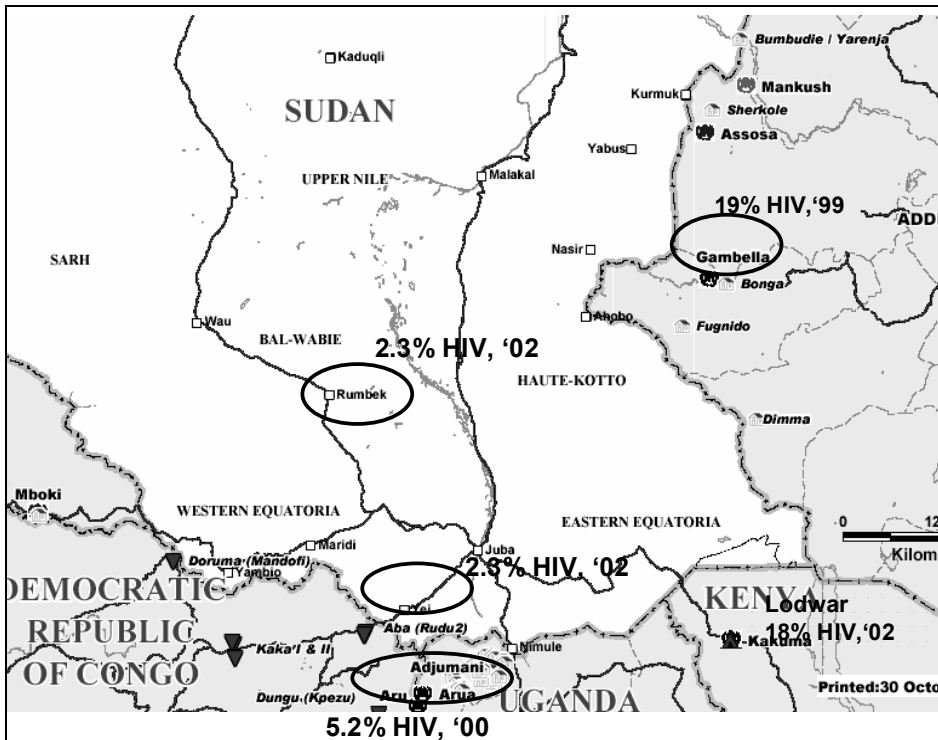 Bumbudie / Yarenja
Kaduqli
Mankush
Kurmuk
SUDAN
Sherkole
Assosa
Yabus
UPPER NILE
Malakal
19% HIV,‘99
ADD
Nasir
SARH
Gambella
Bonga
Ahobo
Wau
Fugnido
BAL-WABIE
2.3% HIV, ‘02
HAUTE-KOTTO
Rumbek
Dimma
Mboki
WESTERN EQUATORIA
EASTERN EQUATORIA
0 12
Kilom
Maridi
Juba
Doruma (Mandofi)
2.3% HIV, ‘02
Yambio
DEMOCRATIC
REPUBLIC
OF CONGO
KENYA
Yei
Lodwar
Aba (Rudu2)
18% HIV,’02
Kaka'I & II
Nimule
-Kakuma
Adjumani
Dungu (Kpezu)
Aru
Arua
UGANDA
Printed:30 Octo
5.2% HIV, ‘00